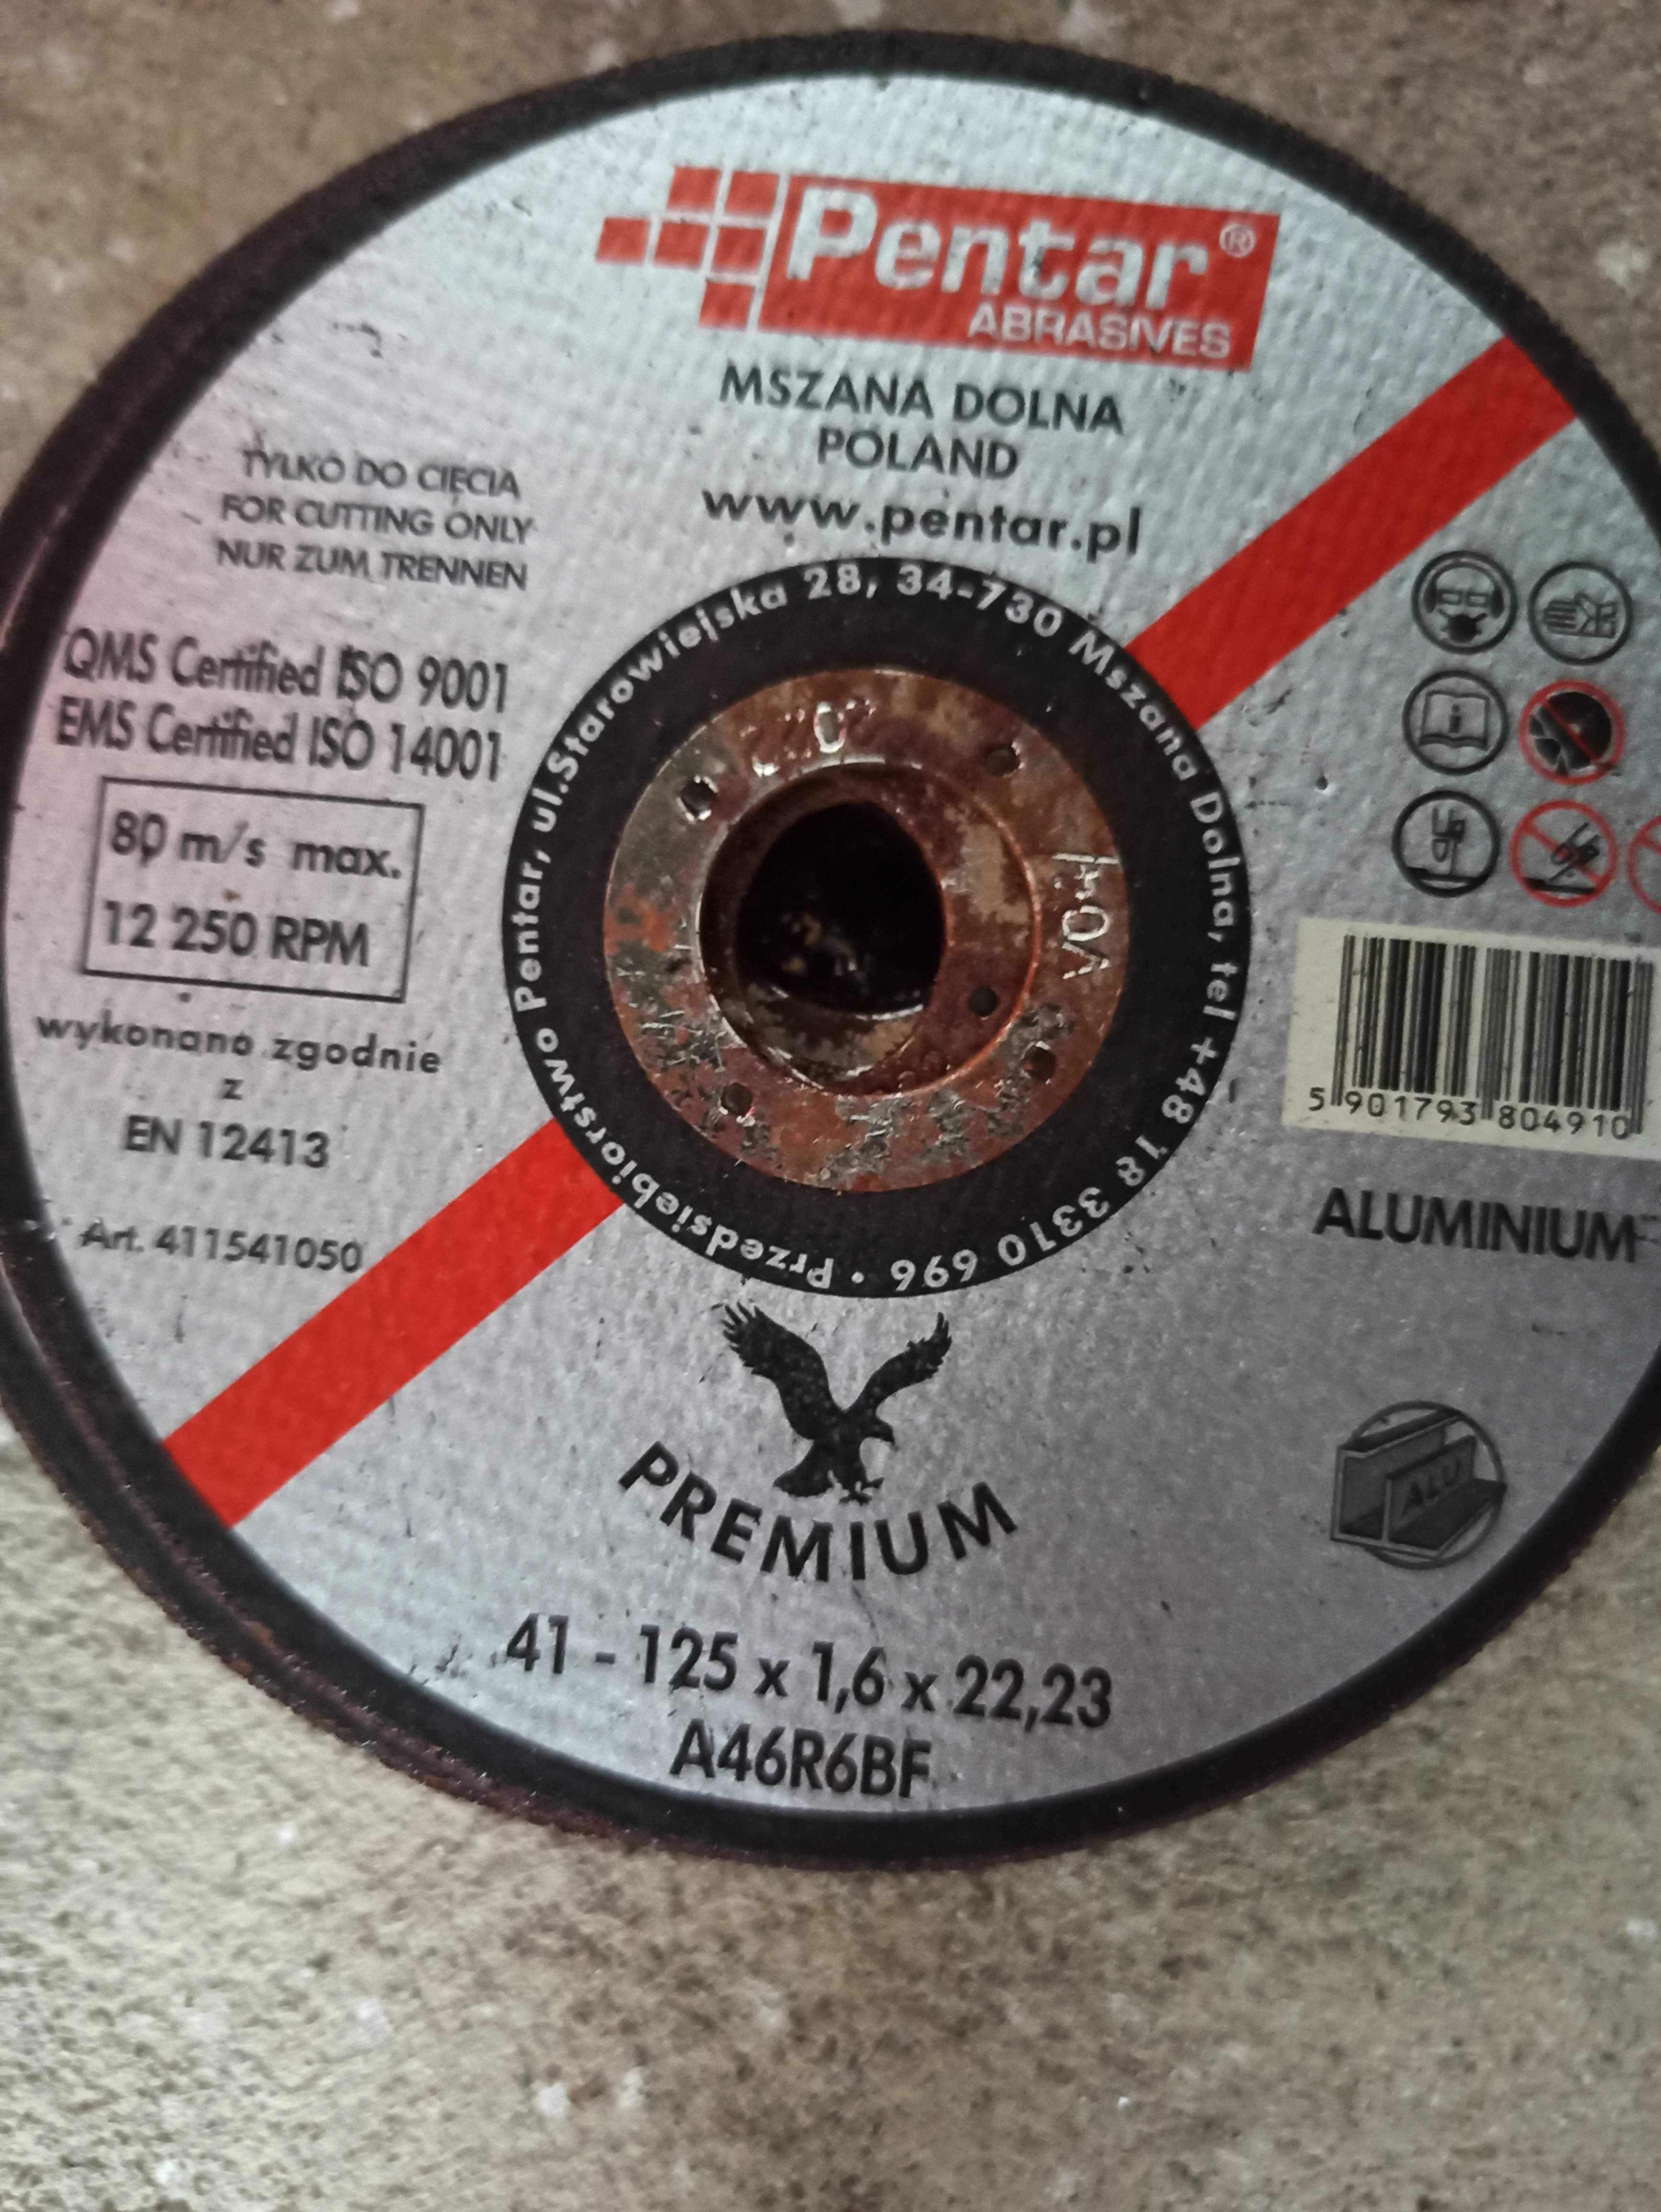 Pentar®
ABRASIVES
MSZANA DOLNA
POLAND
www.pentar.pl
TYLKO DO CIĘCIA
FOR CUTTING ONLY
NUR ZUM TRENNEN
QMS Certified ISO 9001
EMS Certified ISO 14001
80 m/s max.
12 250 RPM
wykonano zgodnie
z
EN 12413
Art. 411541050
Przedsiębiorstwo Pentar, ul.Starowiejska 28, 34-730 Mszana Dolna, tel +48 18 3310 696 •
5 901793 804910
ALUMINIUM
ALU
PREMIUM
41 - 125 x 1,6 x 22,23
A46R6BF